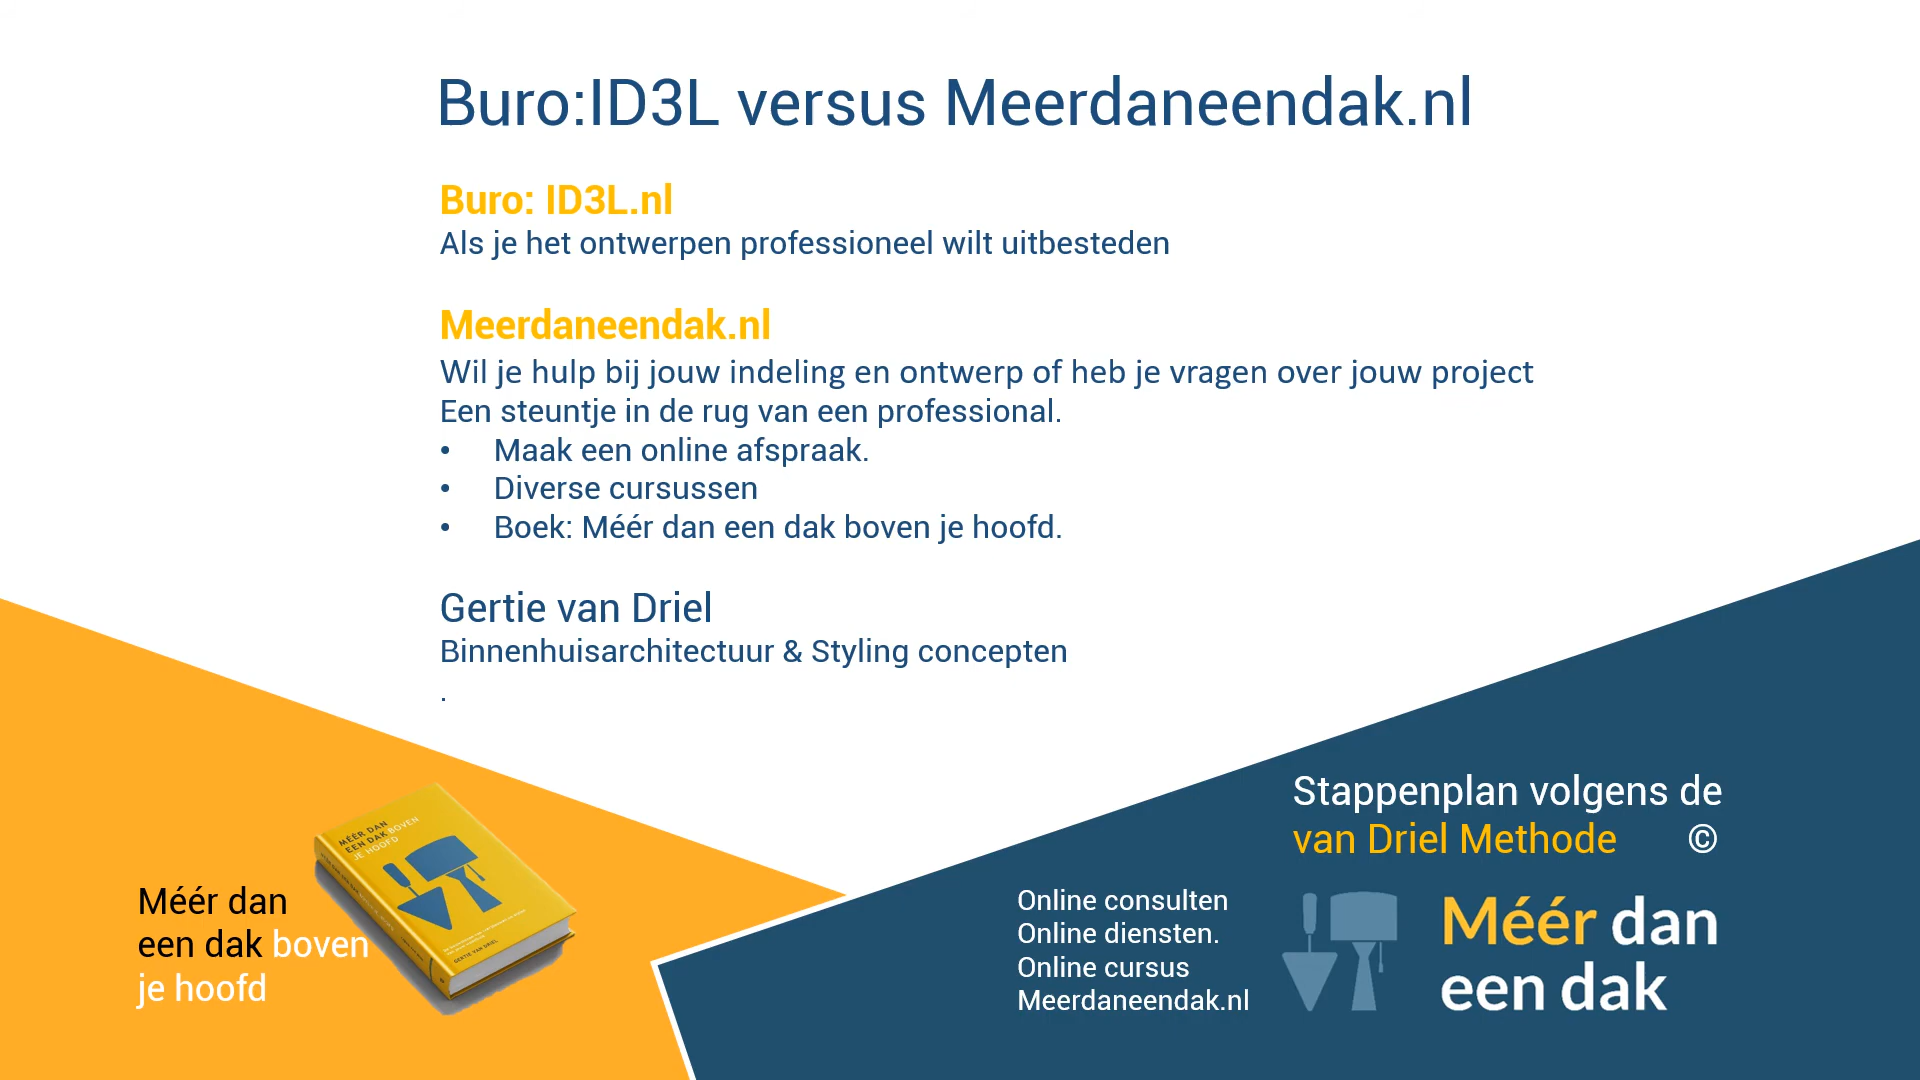 Buro:ID3L versus Meerdaneendak.nl
Buro: ID3L.nl
Als je het ontwerpen professioneel wilt uitbesteden
Meerdaneendak.nl
Wil je hulp bij jouw indeling en ontwerp of heb je vragen over jouw project
Een steuntje in de rug van een professional.
• Maak een online afspraak.
• Diverse cursussen
• Boek: Méér dan een dak boven je hoofd.
Gertie van Driel
Binnenhuisarchitectuur & Styling concepten
.
Méér dan
een dak boven
je hoofd
MÉÉR DAN
EEN DAK BOVEN
JE HOOFD
GERTIE VAN DRIEL
Stappenplan volgens de
van Driel Methode ©
Online consulten
Online diensten.
Online cursus
Meerdaneendak.nl
Méér dan
een dak